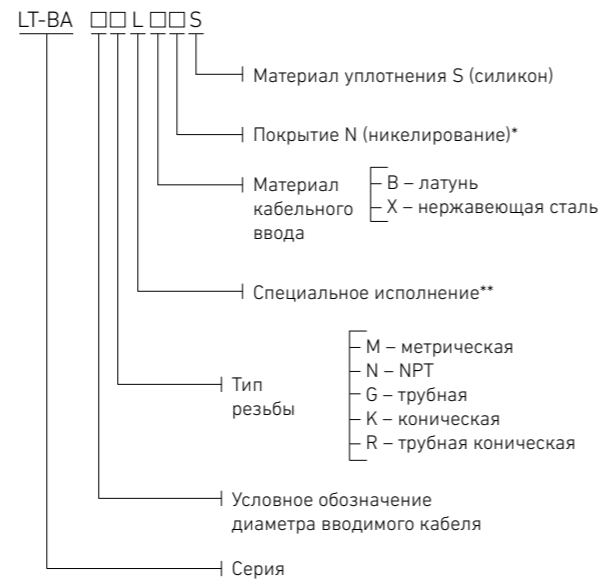 LT-BA □□L□□S
Материал уплотнения S (силикон)
Покрытие N (никелирование)*
Материал
кабельного
ввода
B – латунь
X – нержавеющая сталь
Специальное исполнение**
Тип
резьбы
M – метрическая
N – NPT
G – трубная
K – коническая
R – трубная коническая
Условное обозначение
диаметра вводимого кабеля
Серия